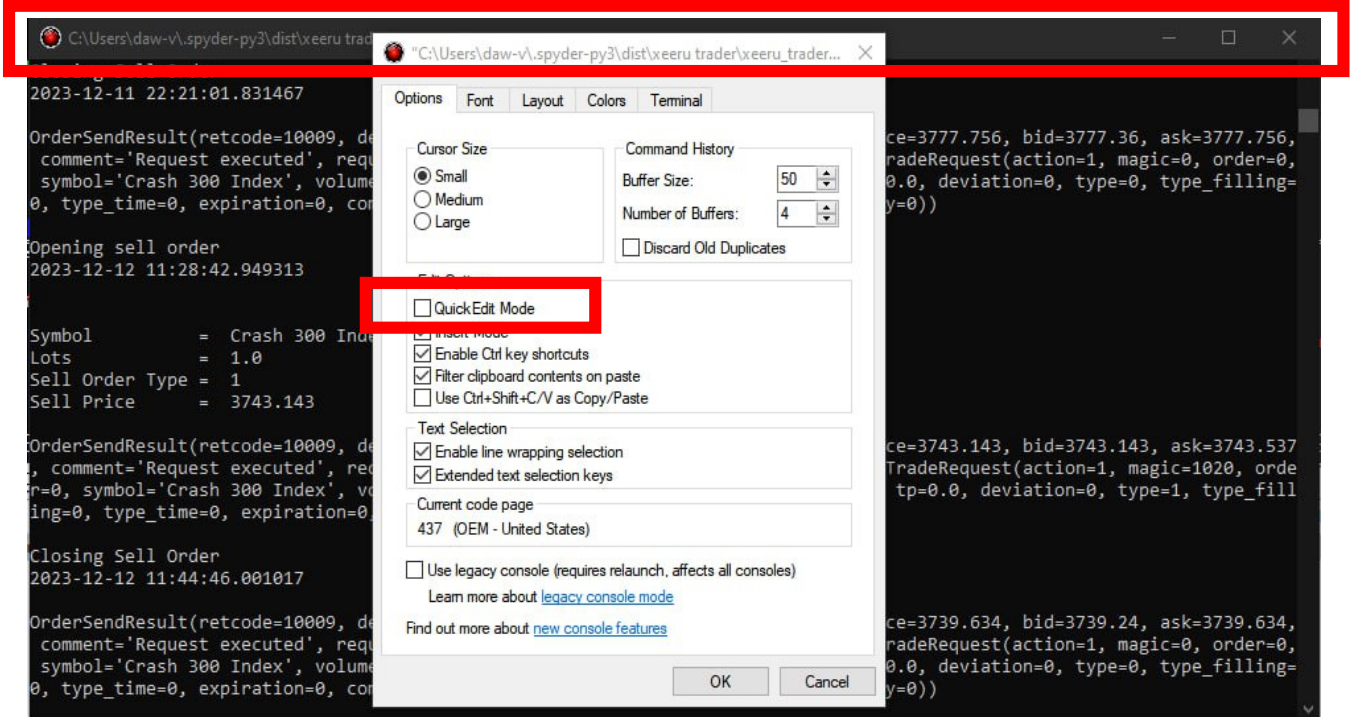 C:\Users\daw-v\.spyder-py3\dist\xeeru trad
"C:\Users\daw-v\.spyder-py3\dist\xeeru trader\xeeru_trader...
Options Font Layout Colors Terminal
Cursor Size
Small
Medium
Large
Command History
Buffer Size: 50
Number of Buffers: 4
Discard Old Duplicates
QuickEdit Mode
Insert Mode
Enable Ctrl key shortcuts
Filter clipboard contents on paste
Use Ctrl+Shift+C/V as Copy/Paste
Text Selection
Enable line wrapping selection
Extended text selection keys
Current code page
437 (OEM - United States)
Use legacy console (requires relaunch, affects all consoles)
Learn more about legacy console mode
Find out more about new console features
OK Cancel
2023-12-11 22:21:01.831467
OrderSendResult(retcode=10009, de ce=3777.756, bid=3777.36, ask=3777.756,
comment='Request executed', requ radeRequest(action=1, magic=0, order=0,
symbol='Crash 300 Index', volume 0.0, deviation=0, type=0, type_filling=
0, type_time=0, expiration=0, com y=0))
Opening sell order
2023-12-12 11:28:42.949313
Symbol = Crash 300 Inde
Lots = 1.0
Sell Order Type = 1
Sell Price = 3743.143
OrderSendResult(retcode=10009, de ce=3743.143, bid=3743.143, ask=3743.537
, comment='Request executed', req TradeRequest(action=1, magic=1020, orde
r=0, symbol='Crash 300 Index', vo tp=0.0, deviation=0, type=1, type_fill
ing=0, type_time=0, expiration=0,
Closing Sell Order
2023-12-12 11:44:46.001017
OrderSendResult(retcode=10009, de ce=3739.634, bid=3739.24, ask=3739.634,
comment='Request executed', requ radeRequest(action=1, magic=0, order=0,
symbol='Crash 300 Index', volume 0.0, deviation=0, type=0, type_filling=
0, type_time=0, expiration=0, com y=0))